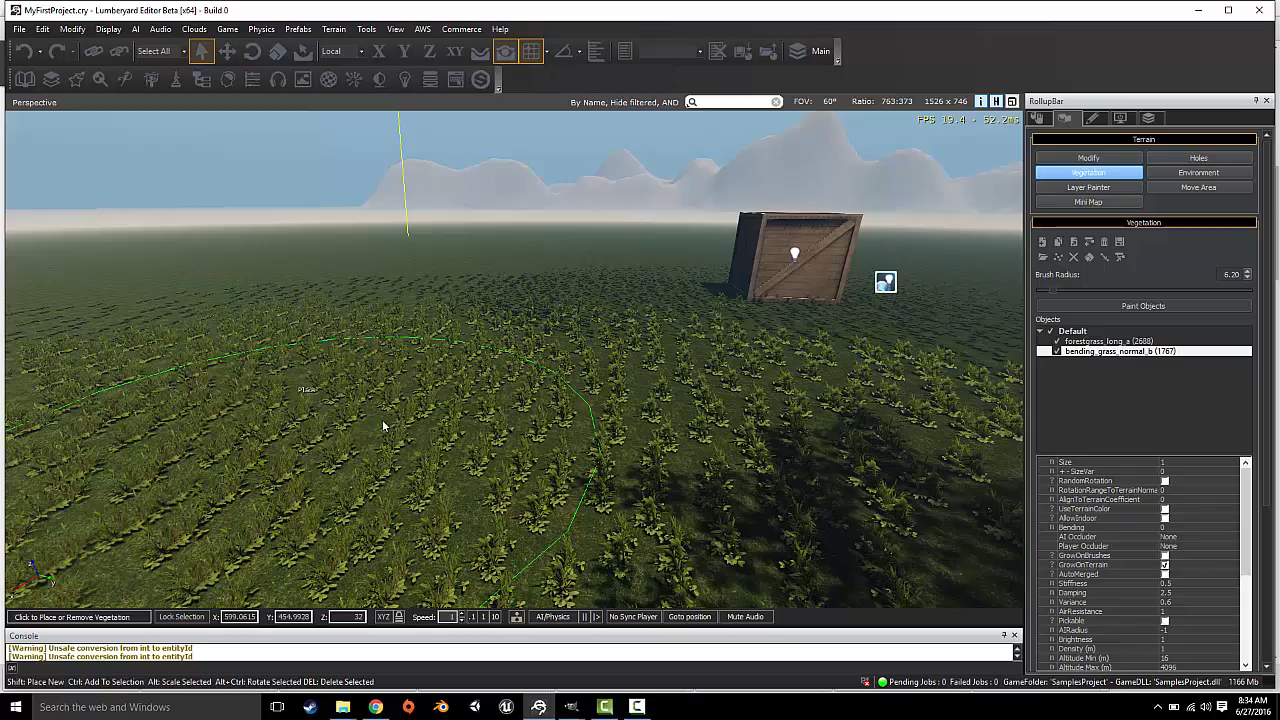 MyFirstProject.cry - Lumberyard Editor Beta [x64] - Build 0
File Edit Modify Display AI Audio Clouds Game Physics Prefabs Terrain Tools View AWS Commerce Help
Select All Local X Y Z XY Main
Perspective By Name, Hide filtered, AND FOV: 60° Ratio: 763:373 1526 x 746
FPS 19.4 - 52.2ms
RollupBar
Terrain
Modify Holes
Vegetation Environment
Layer Painter Move Area
Mini Map
Vegetation
Brush Radius: 6.20
Paint Objects
Objects
Default
forestgrass_long_a (2688)
bending_grass_normal_b (1767)
Size 1
+ - SizeVar 0
RandomRotation
RotationRangeToTerrainNorma 0
AlignToTerrainCoefficient 0
UseTerrainColor
AllowIndoor
Bending 0
AI Occluder None
Player Occluder None
GrowOnBrushes
GrowOnTerrain
AutoMerged
Stiffness 0.5
Damping 2.5
Variance 0.6
AirResistance 1
Pickable
AIRadius -1
Brightness 1
Density (m) 1
Altitude Min (m) 16
Altitude Max (m) 4096
Click to Place or Remove Vegetation Lock Selection X: 599.0615 Y: 454.9928 Z: 32 XYZ Speed: 1 .1 1 10 AI/Physics No Sync Player Goto position Mute Audio
Console
[Warning] Unsafe conversion from int to entityId
[Warning] Unsafe conversion from int to entityId
Shift: Place New Ctrl: Add To Selection Alt: Scale Selected Alt+Ctrl: Rotate Selected DEL: Delete Selected
Pending Jobs : 0 Failed Jobs : 0 GameFolder: 'SamplesProject' - GameDLL: 'SamplesProject.dll' 1166 Mb
Search the web and Windows
8:34 AM
6/27/2016